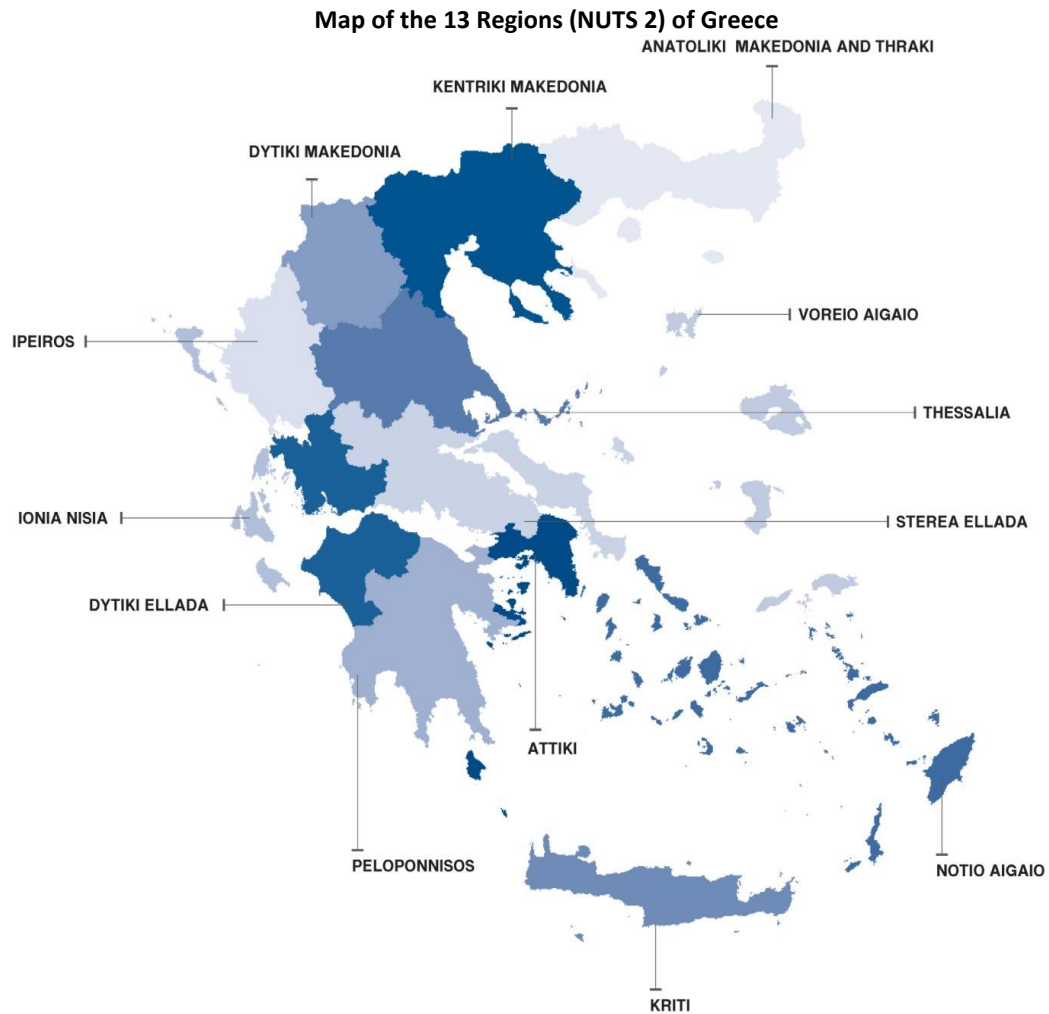 Map of the 13 Regions (NUTS 2) of Greece
ANATOLIKI MAKEDONIA AND THRAKI
KENTRIKI MAKEDONIA
DYTIKI MAKEDONIA
VOREIO AIGAIO
IPEIROS
THESSALIA
IONIA NISIA
STEREA ELLADA
DYTIKI ELLADA
ATTIKI
PELOPONNISOS
NOTIO AIGAIO
KRITI